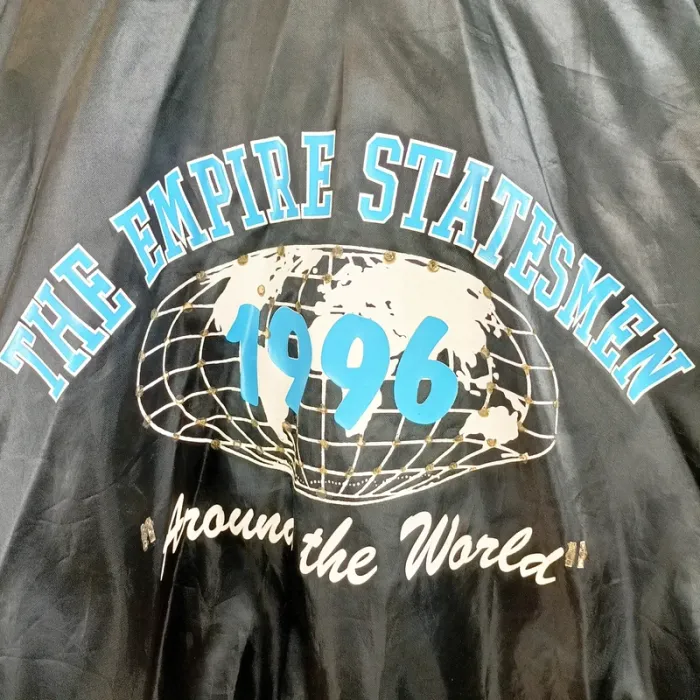 THE EMPIRE STATESMEN
1996
"Around the World"